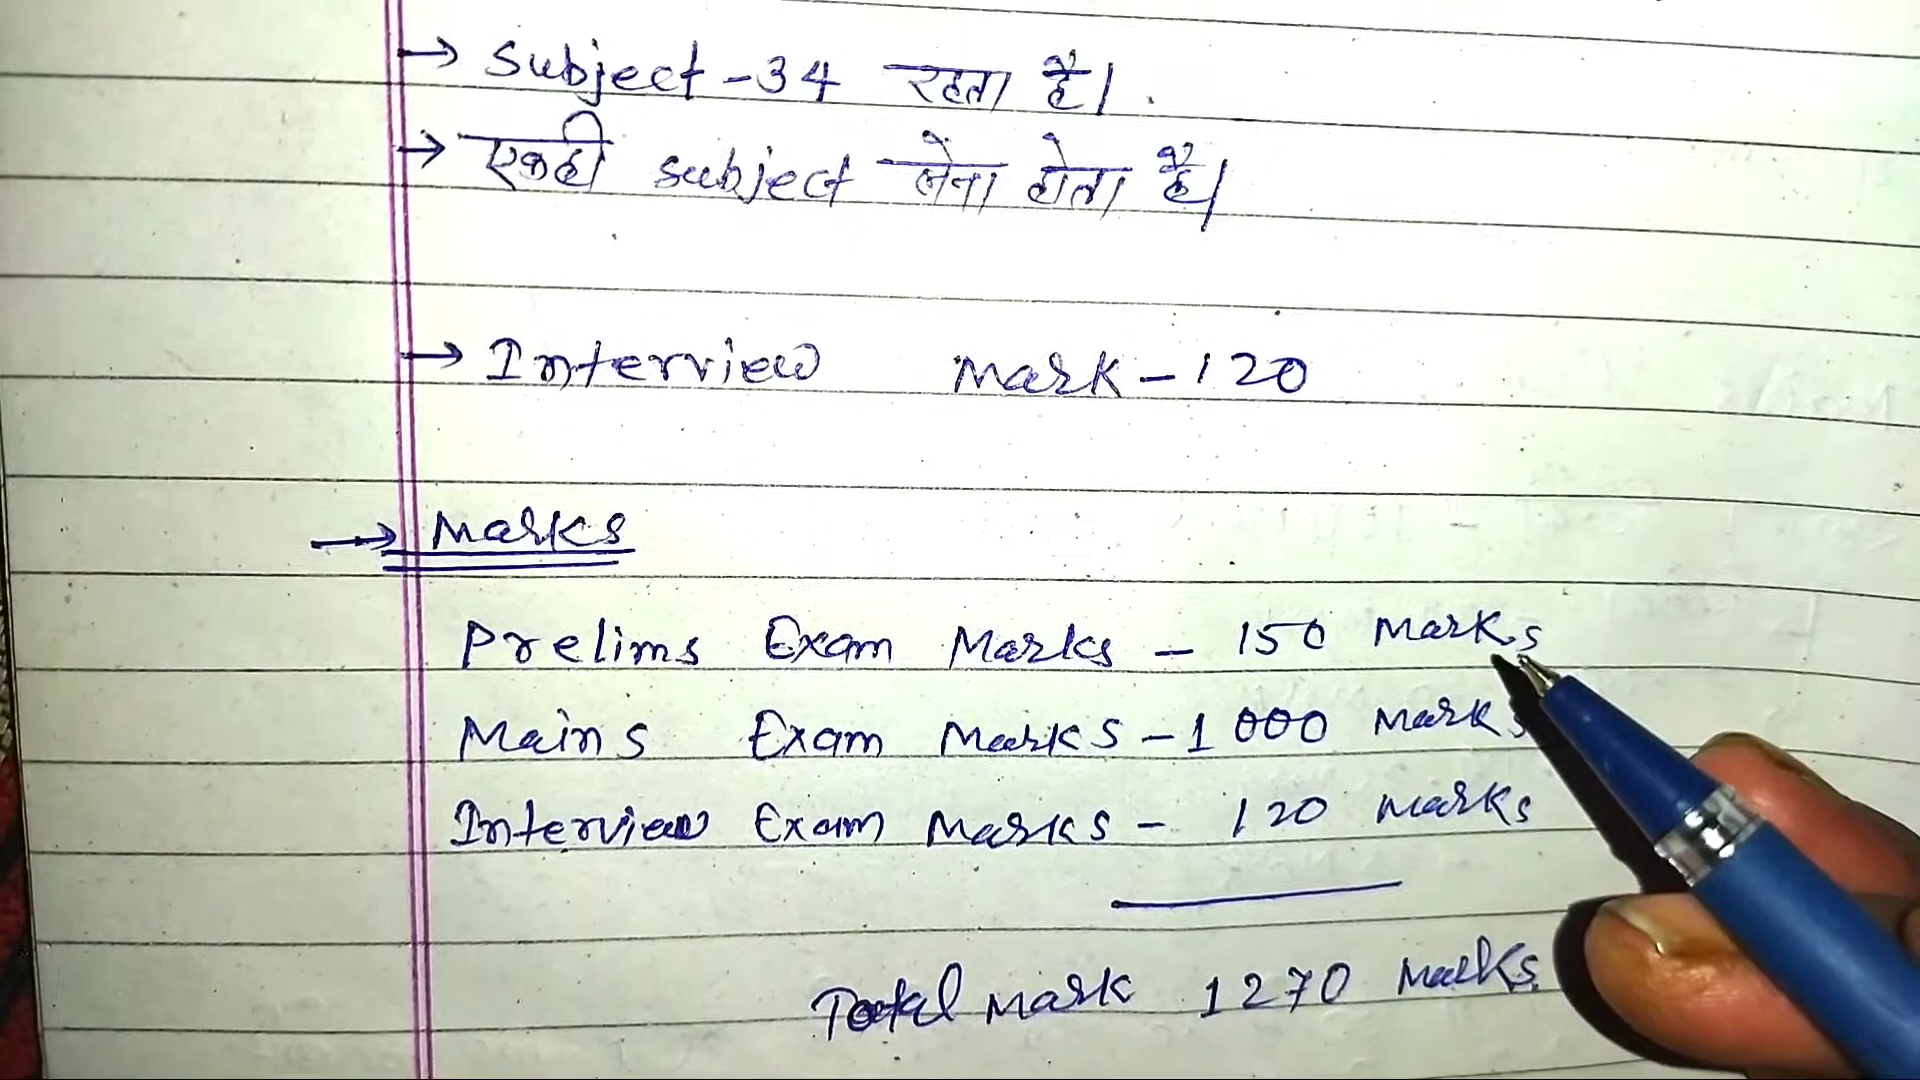 → Subject - 34 रहता है।
→ एकही subject लेना होता है।
→ Interview Mark - 120
→ Marks
Prelims Exam Marks - 150 Marks
Mains Exam Marks - 1000 Marks
Interview Exam Marks - 120 Marks
Total Mark 1270 Marks